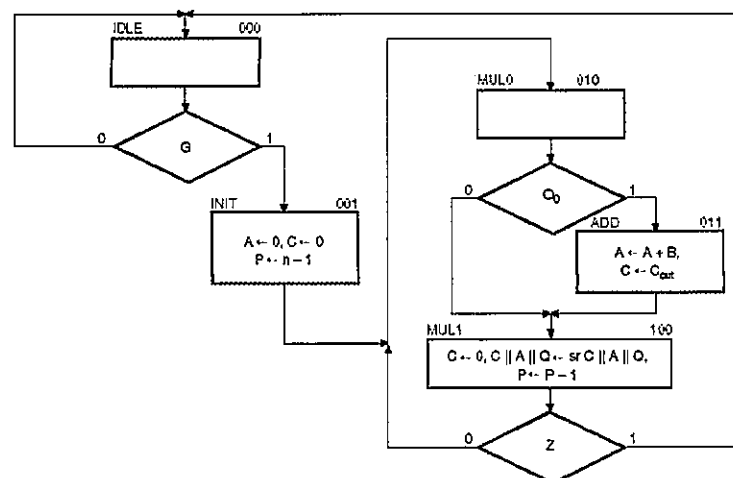 IDLE 000
0 G 1
INIT 001
A ← 0, C ← 0
P ← n – 1
MUL0 010
0 Q₀ 1
ADD 011
A ← A + B,
C ← Cout
MUL1 100
C ← 0, C || A || Q ← sr C || A || Q,
P ← P – 1
0 Z 1